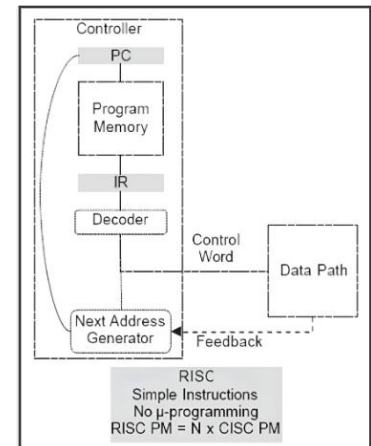 Controller
PC
Program
Memory
IR
Decoder
Control
Word
Data Path
Next Address
Generator
Feedback
RISC
Simple Instructions
No µ-programming
RISC PM = N x CISC PM